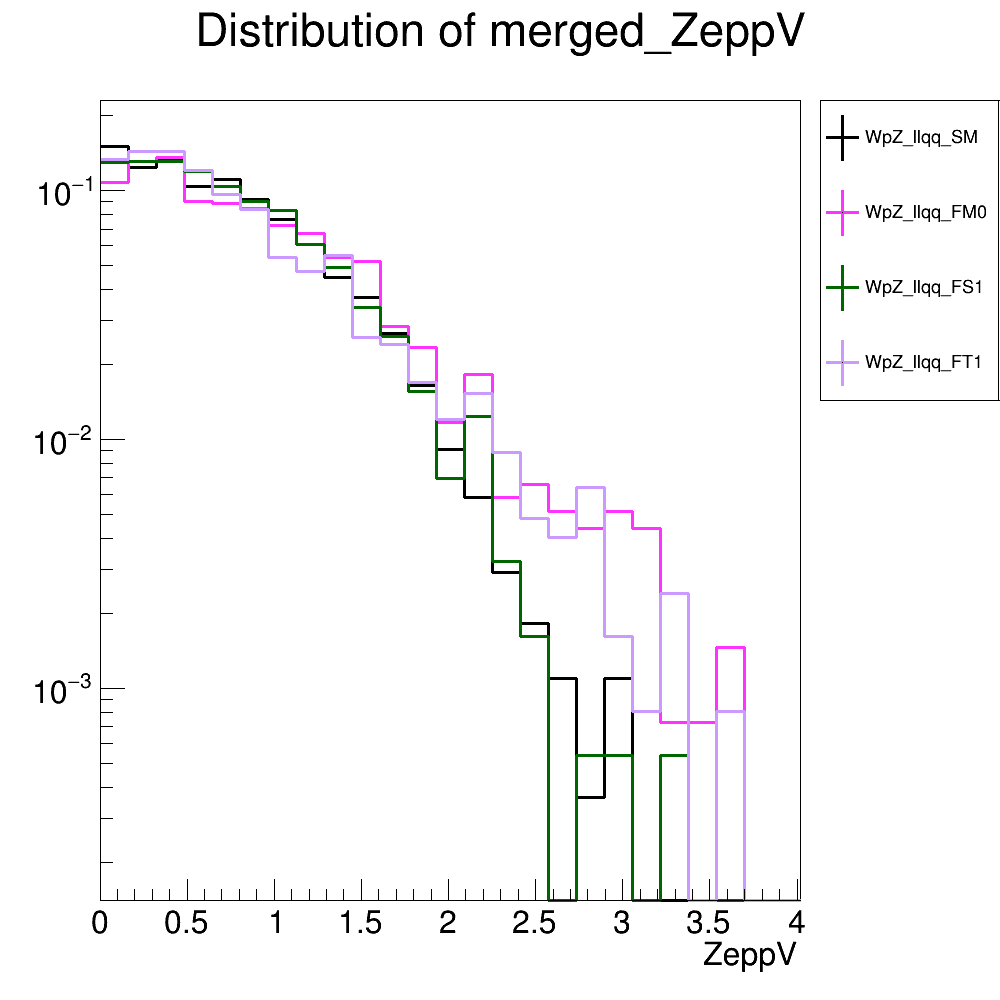 Distribution of merged_ZeppV
WpZ_llqq_SM
WpZ_llqq_FM0
WpZ_llqq_FS1
WpZ_llqq_FT1
10⁻¹
10⁻²
10⁻³
0 0.5 1 1.5 2 2.5 3 3.5 4
ZeppV